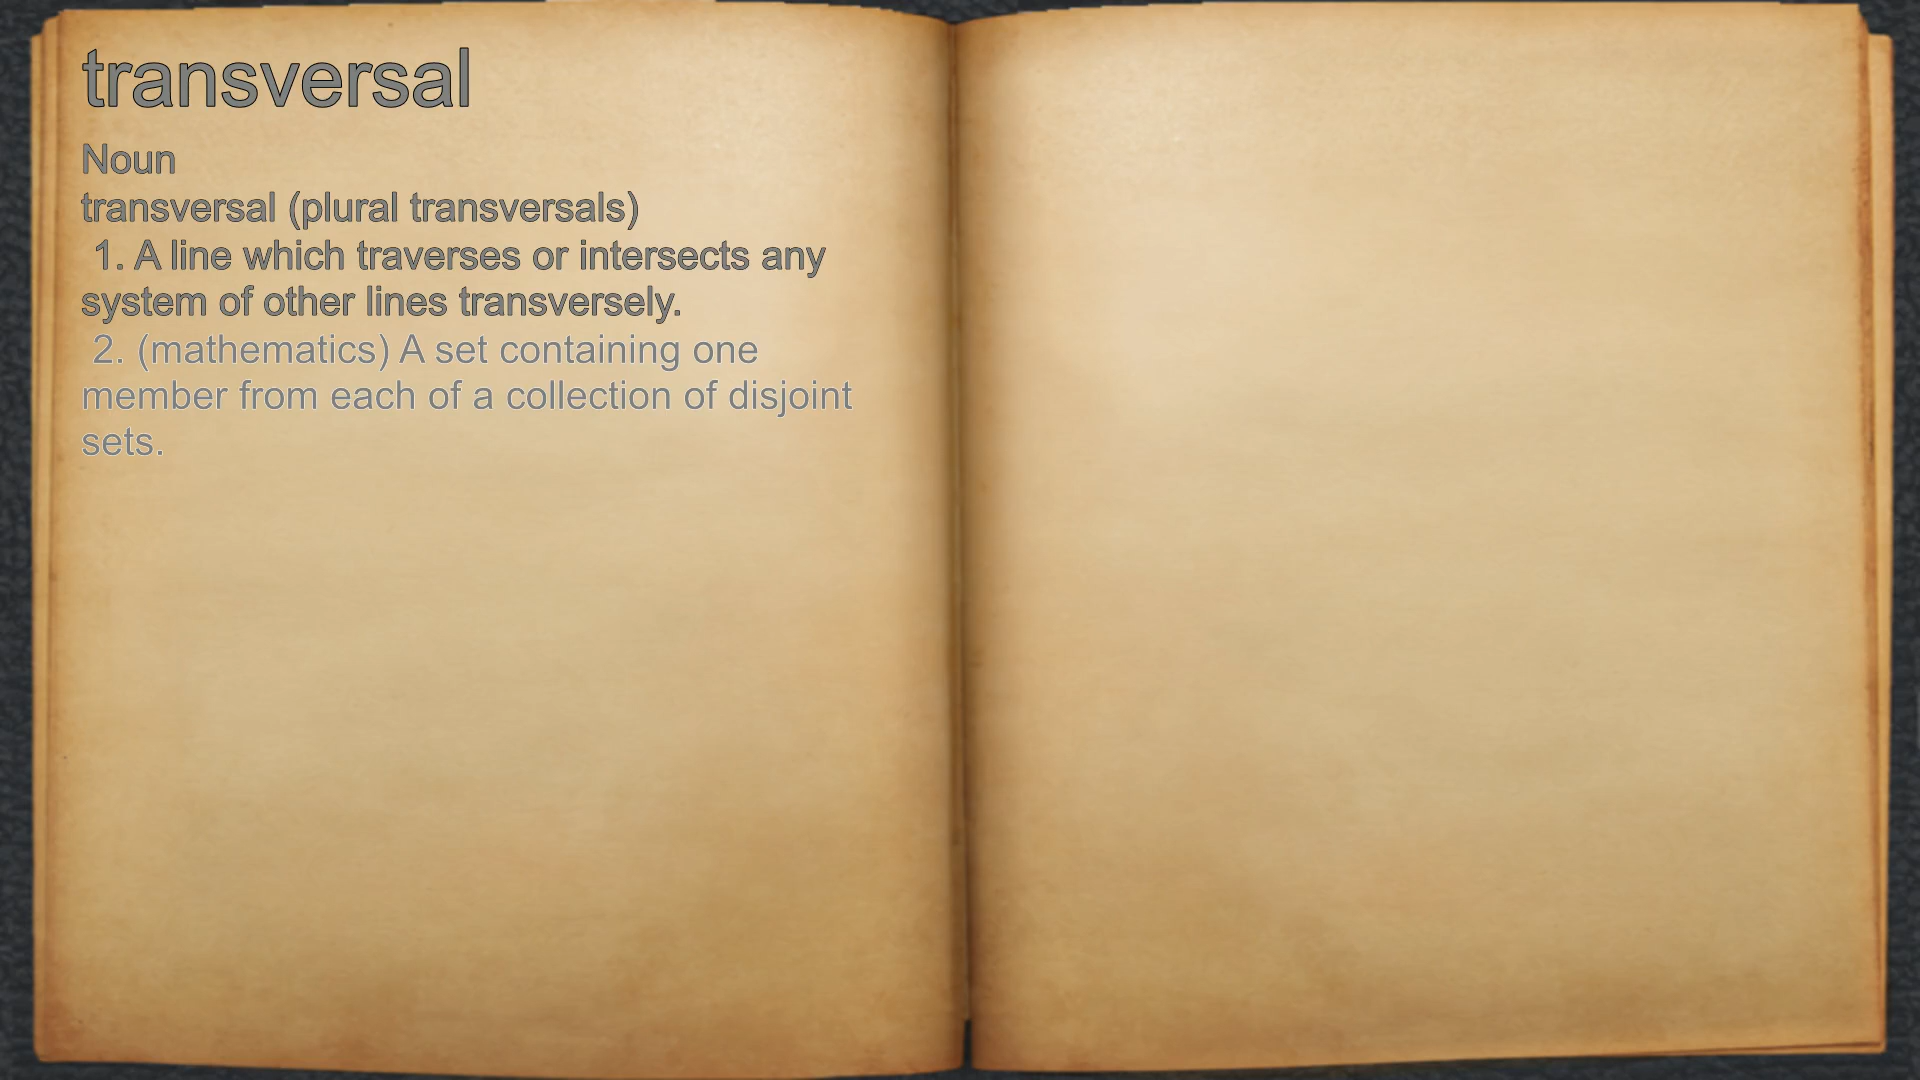 transversal
Noun
transversal (plural transversals)
1. A line which traverses or intersects any
system of other lines transversely.
2. (mathematics) A set containing one
member from each of a collection of disjoint
sets.